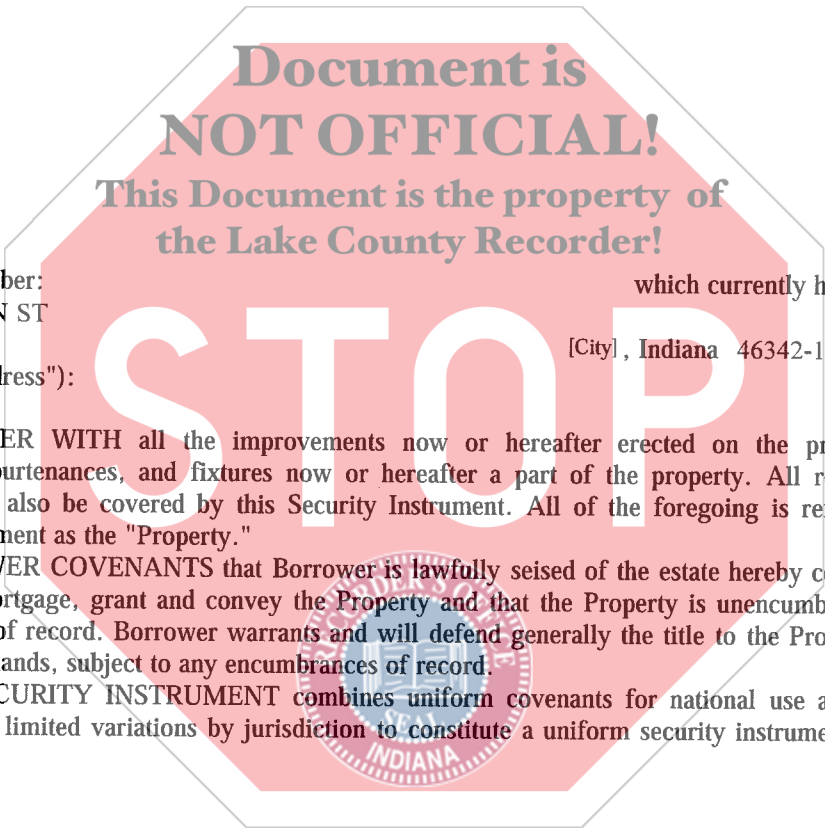 Document is
NOT OFFICIAL!
This Document is the property of
the Lake County Recorder!
ber: which currently h
N ST
[City] , Indiana 46342-1
dress"):
STOP
ER WITH all the improvements now or hereafter erected on the pr
urtenances, and fixtures now or hereafter a part of the property. All r
also be covered by this Security Instrument. All of the foregoing is re
ment as the "Property."
ER COVENANTS that Borrower is lawfully seised of the estate hereby c
rtgage, grant and convey the Property and that the Property is unencumb
of record. Borrower warrants and will defend generally the title to the Pro
ands, subject to any encumbrances of record.
CURITY INSTRUMENT combines uniform covenants for national use a
limited variations by jurisdiction to constitute a uniform security instrume
RECORDER'S OFFICE
SEAL
INDIANA